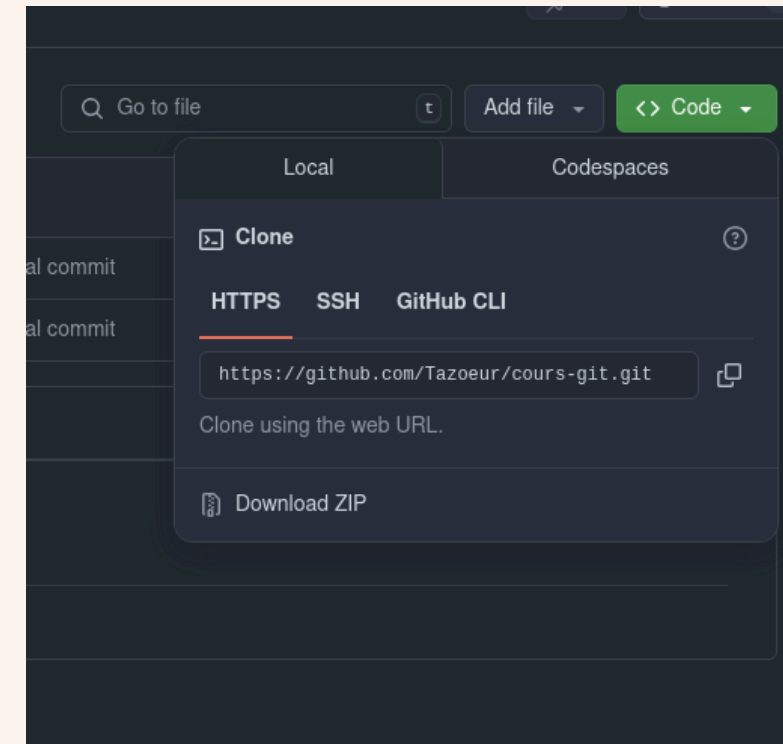 Go to file t Add file Code
Local Codespaces
Clone
al commit
HTTPS SSH GitHub CLI
al commit
https://github.com/Tazoeur/cours-git.git
Clone using the web URL.
Download ZIP